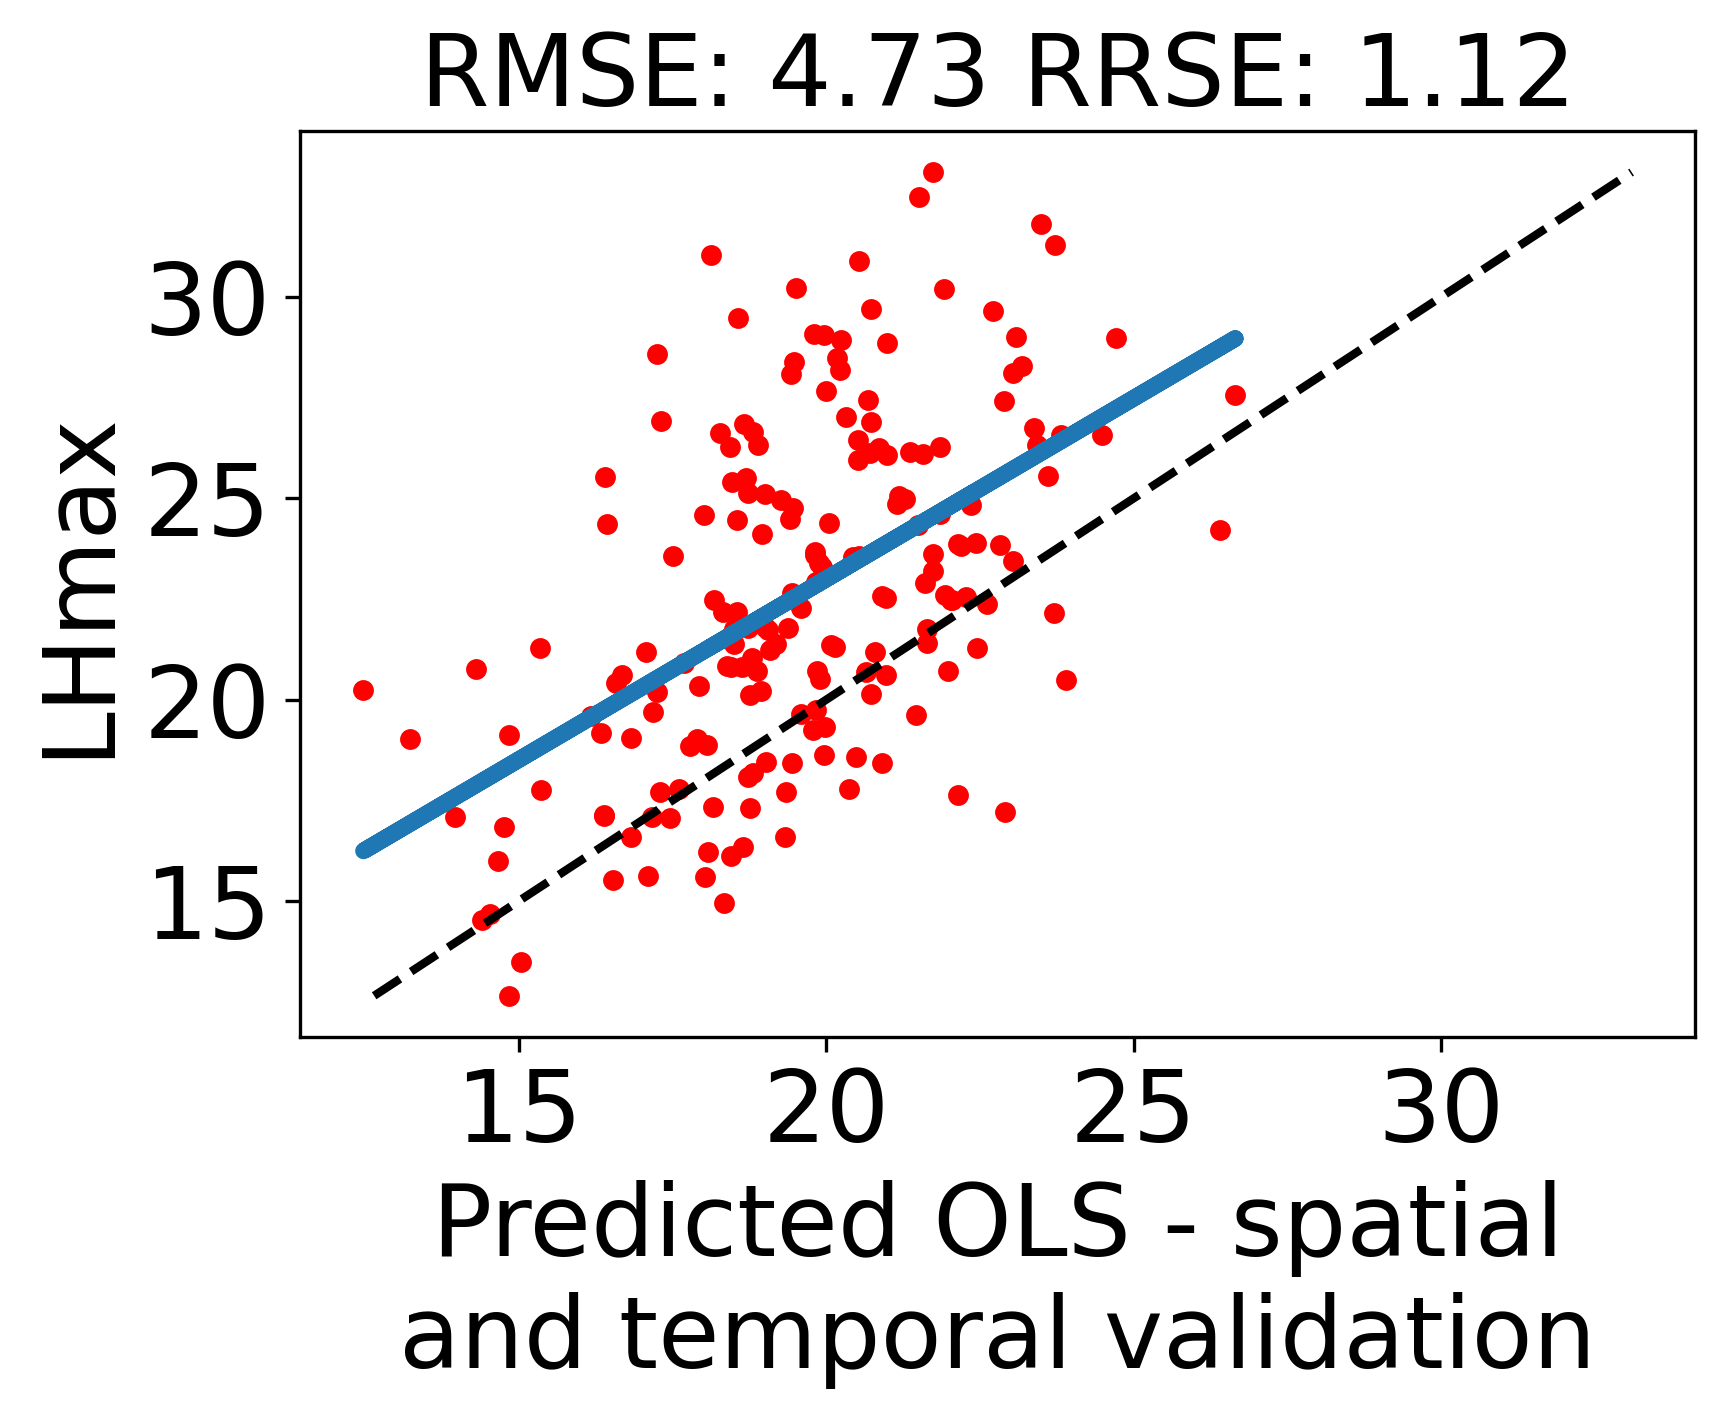 RMSE: 4.73 RRSE: 1.12
LHmax
30
25
20
15
15 20 25 30
Predicted OLS - spatial
and temporal validation